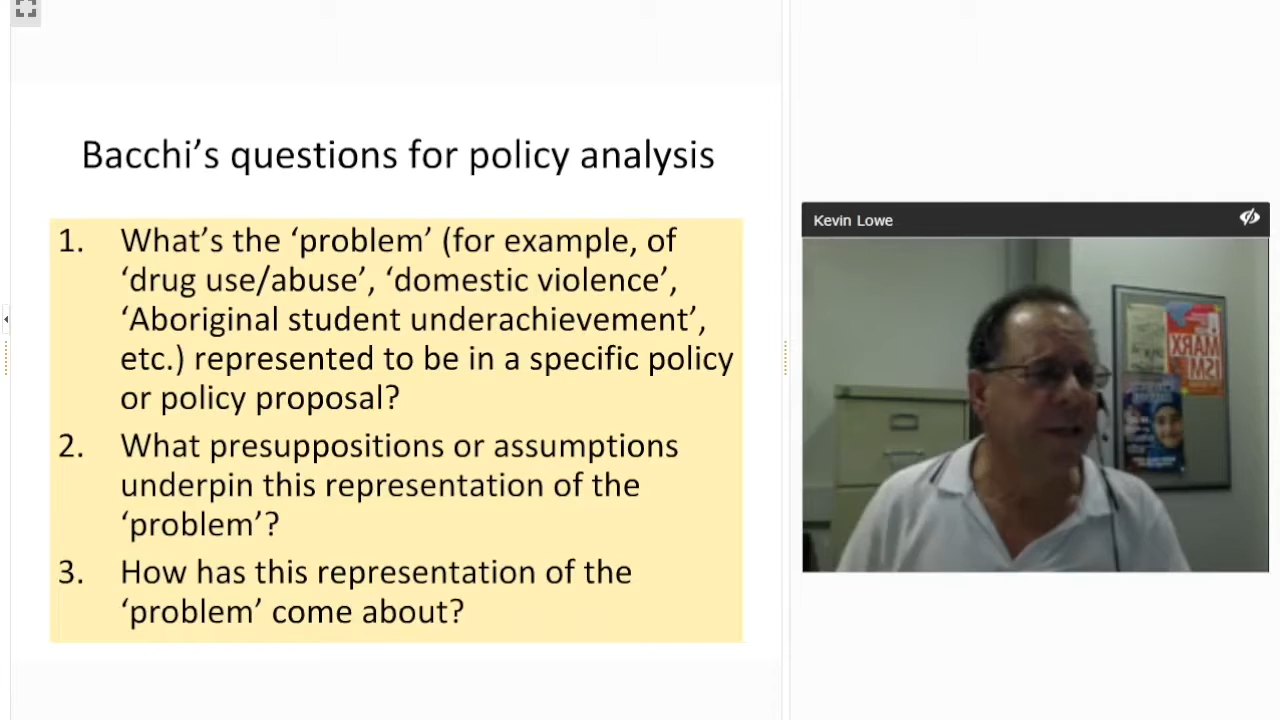 Bacchi’s questions for policy analysis
1. What’s the ‘problem’ (for example, of
‘drug use/abuse’, ‘domestic violence’,
‘Aboriginal student underachievement’,
etc.) represented to be in a specific policy
or policy proposal?
2. What presuppositions or assumptions
underpin this representation of the
‘problem’?
3. How has this representation of the
‘problem’ come about?
Kevin Lowe
MARX
ISM